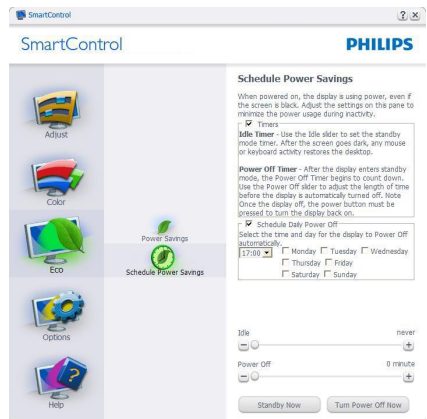 SmartControl
SmartControl
PHILIPS
Adjust
Color
Eco
Options
Help
Power Savings
Schedule Power Savings
Schedule Power Savings
When powered on, the display is using power, even if
the screen is black. Adjust the settings on this pane to
minimize the power usage during inactivity.
Timers
Idle Timer - Use the Idle slider to set the standby
mode timer. After the screen goes dark, any mouse
or keyboard activity restores the desktop.
Power Off Timer - After the display enters standby
mode, the Power Off Timer begins to count down.
Use the Power Off slider to adjust the length of time
before the display is automatically turned off. Note
Once the display off, the power button must be
pressed to turn the display back on.
Schedule Daily Power Off
Select the time and day for the display to Power Off
automatically.
17:00 Monday Tuesday Wednesday
Thursday Friday
Saturday Sunday
Idle never
Power Off 0 minute
Standby Now Turn Power Off Now